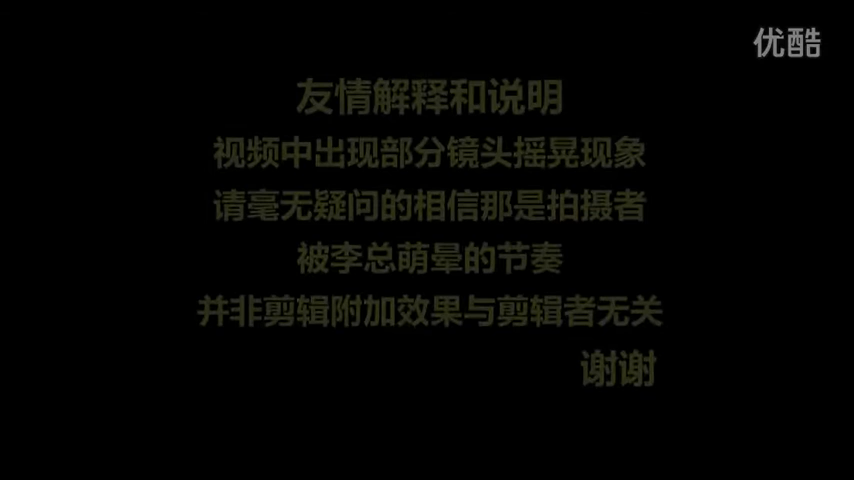 优酷
友情解释和说明
视频中出现部分镜头摇晃现象
请毫无疑问的相信那是拍摄者
被李总萌晕的节奏
并非剪辑附加效果与剪辑者无关
谢谢